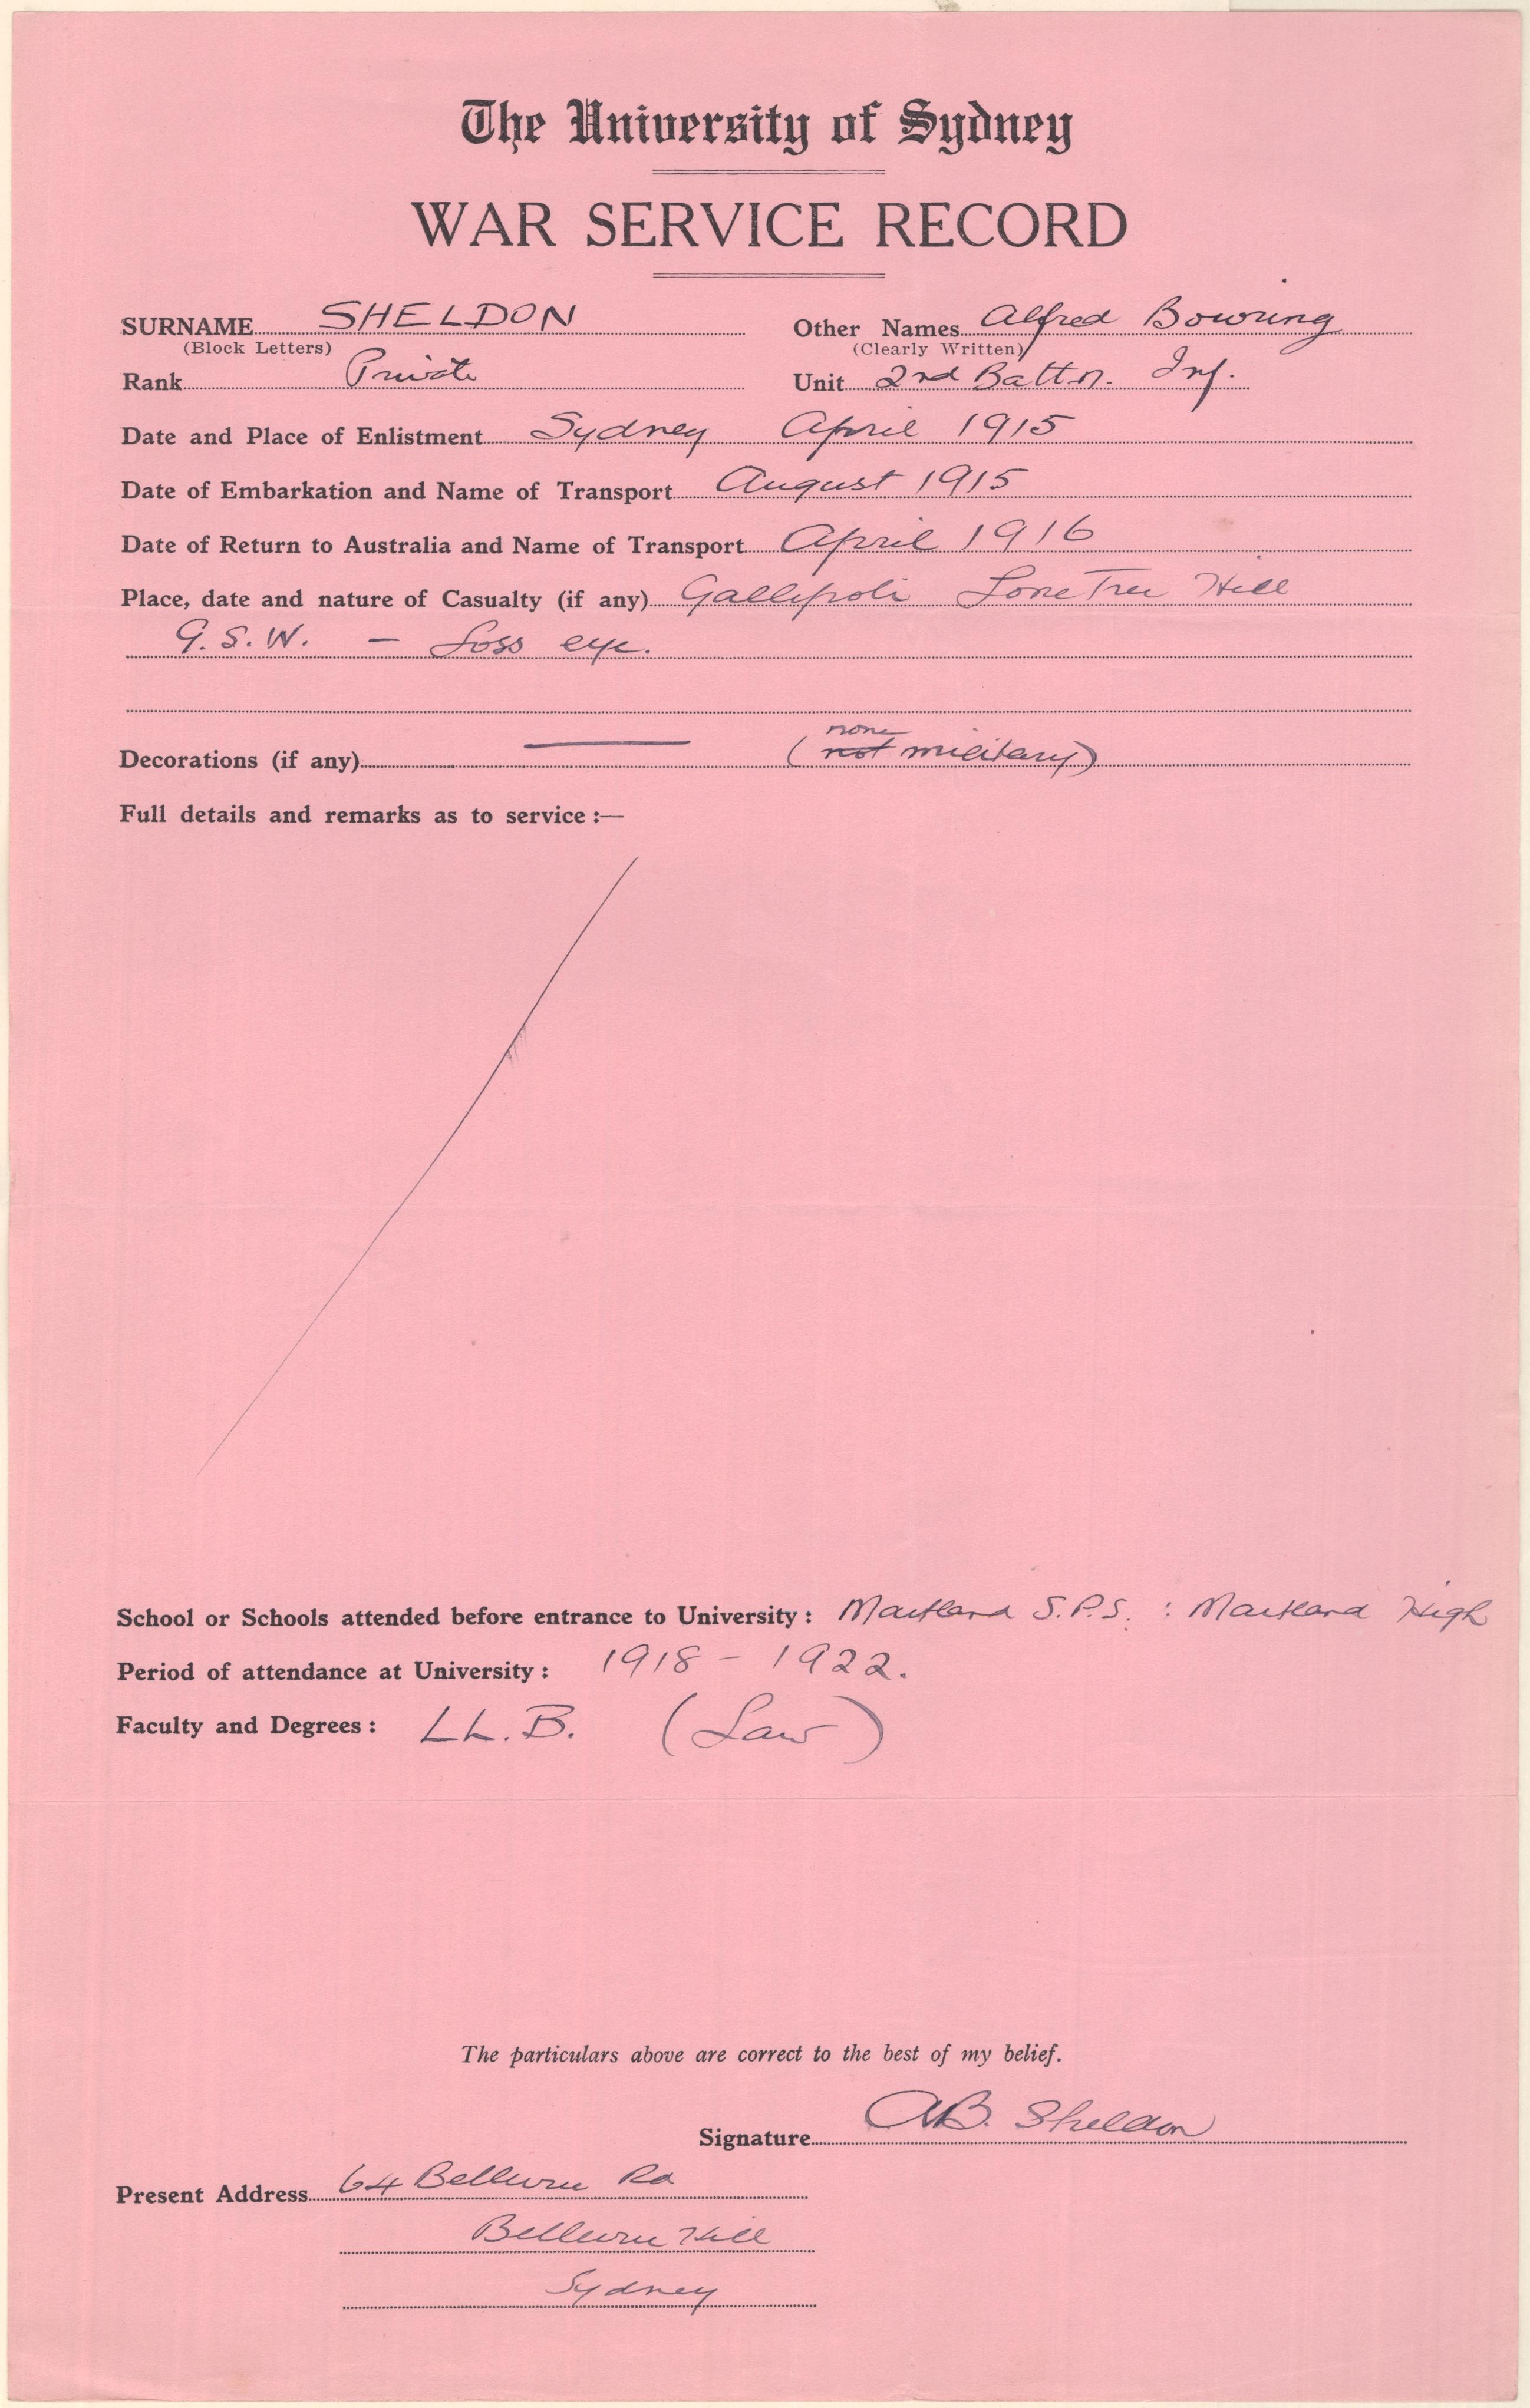 The University of Sydney
WAR SERVICE RECORD
SURNAME SHELDON Other Names Alfred Bowring
(Block Letters) (Clearly Written)
Rank Private Unit 2nd Battn. Inf.
Date and Place of Enlistment Sydney April 1915
Date of Embarkation and Name of Transport August 1915
Date of Return to Australia and Name of Transport April 1916
Place, date and nature of Casualty (if any) Gallipoli Lone Tree Hill
G.S.W. – Loss eye.
none
Decorations (if any) — (not military)
Full details and remarks as to service :—
School or Schools attended before entrance to University : Maitland S.P.S. : Maitland High
Period of attendance at University : 1918 – 1922.
Faculty and Degrees : LL.B. (Law)
The particulars above are correct to the best of my belief.
Signature AB. Sheldon
Present Address 64 Bellevue Rd
Bellevue Hill
Sydney